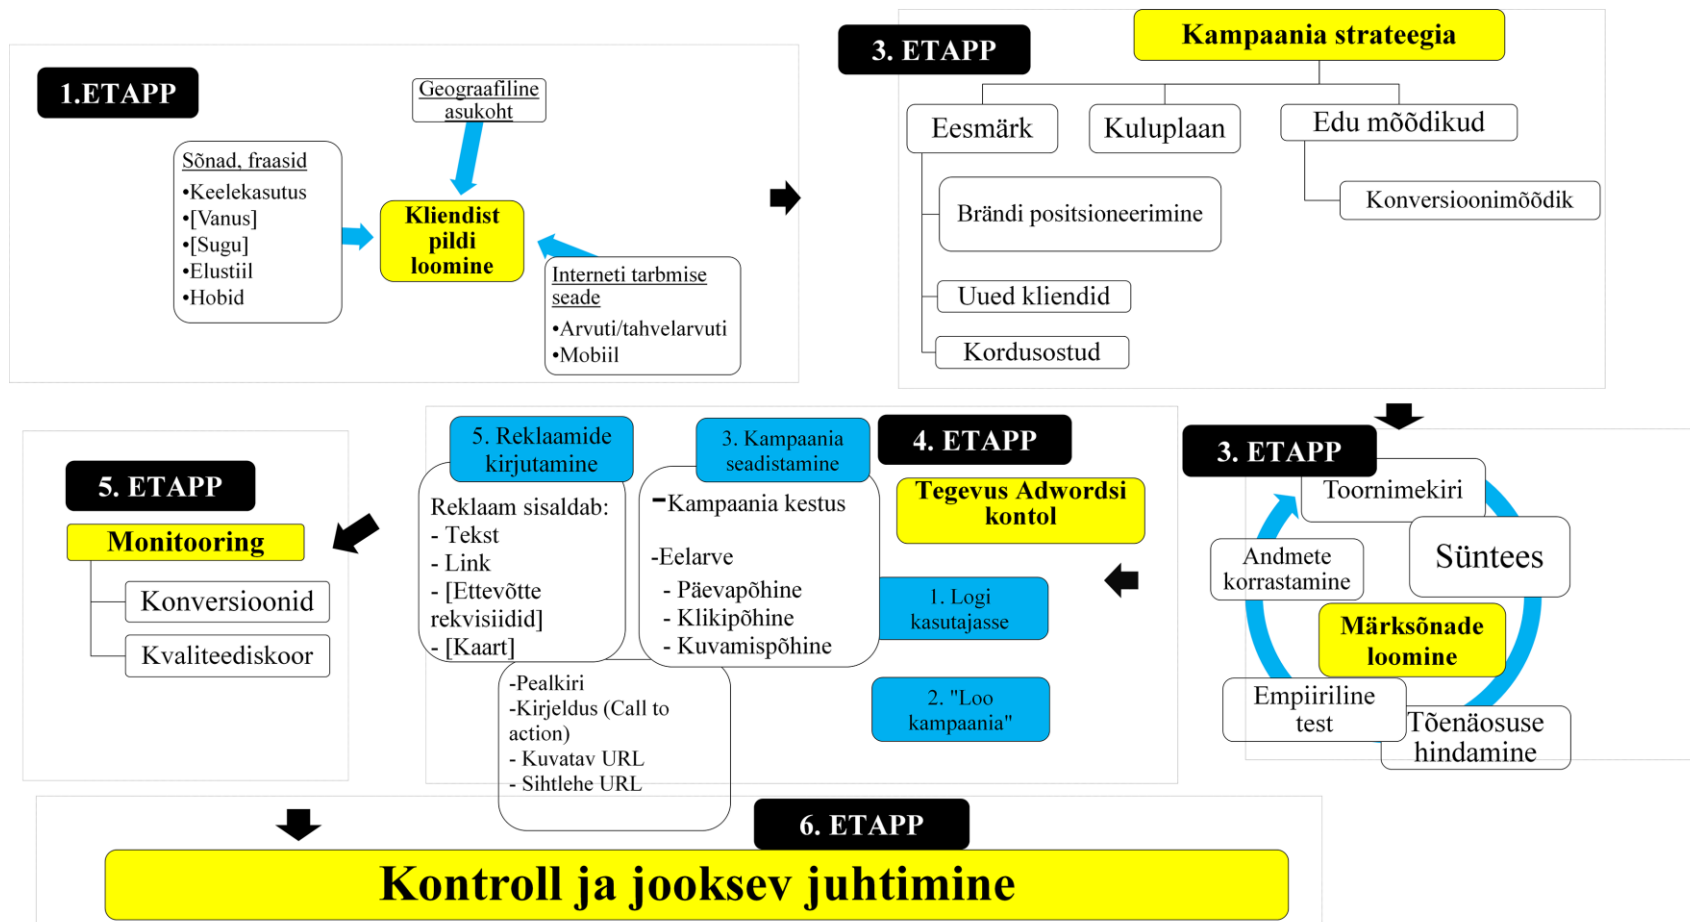 1.ETAPP
Geograafiline
asukoht
Sõnad, fraasid
•Keelekasutus
•[Vanus]
•[Sugu]
•Elustiil
•Hobid
Kliendist
pildi
loomine
Interneti tarbmise
seade
•Arvuti/tahvelarvuti
•Mobiil
3. ETAPP
Kampaania strateegia
Eesmärk
Kuluplaan
Edu mõõdikud
Brändi positsioneerimine
Uued kliendid
Kordusostud
Konversioonimõõdik
3. ETAPP
Toornimekiri
Süntees
Tõenäosuse
hindamine
Empiiriline
test
Andmete
korrastamine
Märksõnade
loomine
4. ETAPP
Tegevus Adwordsi
kontol
1. Logi
kasutajasse
2. "Loo
kampaania"
3. Kampaania
seadistamine
-Kampaania kestus
-Eelarve
- Päevapõhine
- Klikipõhine
- Kuvamispõhine
5. Reklaamide
kirjutamine
Reklaam sisaldab:
- Tekst
- Link
- [Ettevõtte
rekvisiidid]
- [Kaart]
-Pealkiri
-Kirjeldus (Call to
action)
- Kuvatav URL
- Sihtlehe URL
5. ETAPP
Monitooring
Konversioonid
Kvaliteediskoor
6. ETAPP
Kontroll ja jooksev juhtimine